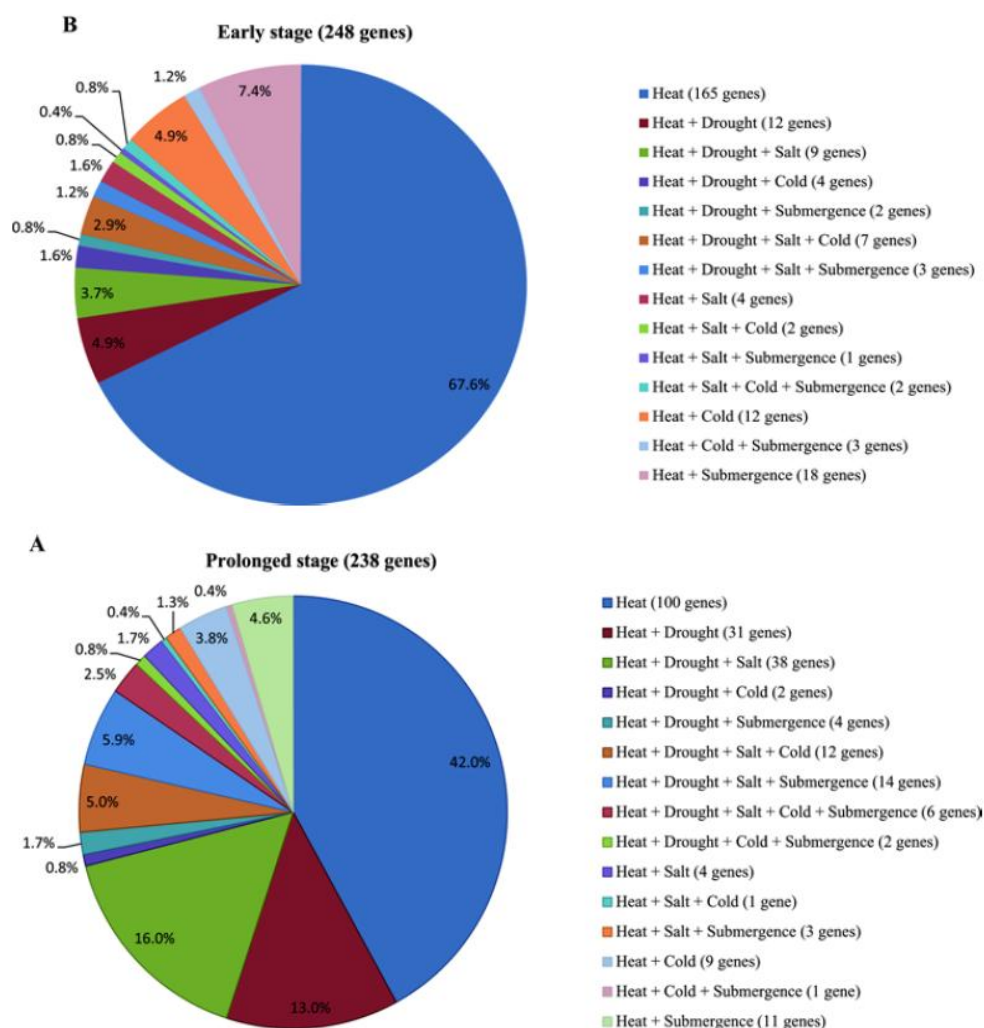 B
Early stage (248 genes)
0.8%
0.4%
0.8%
1.6%
1.2%
2.9%
0.8%
1.6%
3.7%
4.9%
4.9%
1.2%
7.4%
67.6%
Heat (165 genes)
Heat + Drought (12 genes)
Heat + Drought + Salt (9 genes)
Heat + Drought + Cold (4 genes)
Heat + Drought + Submergence (2 genes)
Heat + Drought + Salt + Cold (7 genes)
Heat + Drought + Salt + Submergence (3 genes)
Heat + Salt (4 genes)
Heat + Salt + Cold (2 genes)
Heat + Salt + Submergence (1 genes)
Heat + Salt + Cold + Submergence (2 genes)
Heat + Cold (12 genes)
Heat + Cold + Submergence (3 genes)
Heat + Submergence (18 genes)
A
Prolonged stage (238 genes)
0.4%
1.3%
0.4%
1.7%
0.8%
2.5%
3.8%
4.6%
5.9%
5.0%
1.7%
0.8%
16.0%
13.0%
42.0%
Heat (100 genes)
Heat + Drought (31 genes)
Heat + Drought + Salt (38 genes)
Heat + Drought + Cold (2 genes)
Heat + Drought + Submergence (4 genes)
Heat + Drought + Salt + Cold (12 genes)
Heat + Drought + Salt + Submergence (14 genes)
Heat + Drought + Salt + Cold + Submergence (6 genes)
Heat + Drought + Cold + Submergence (2 genes)
Heat + Salt (4 genes)
Heat + Salt + Cold (1 gene)
Heat + Salt + Submergence (3 genes)
Heat + Cold (9 genes)
Heat + Cold + Submergence (1 gene)
Heat + Submergence (11 genes)